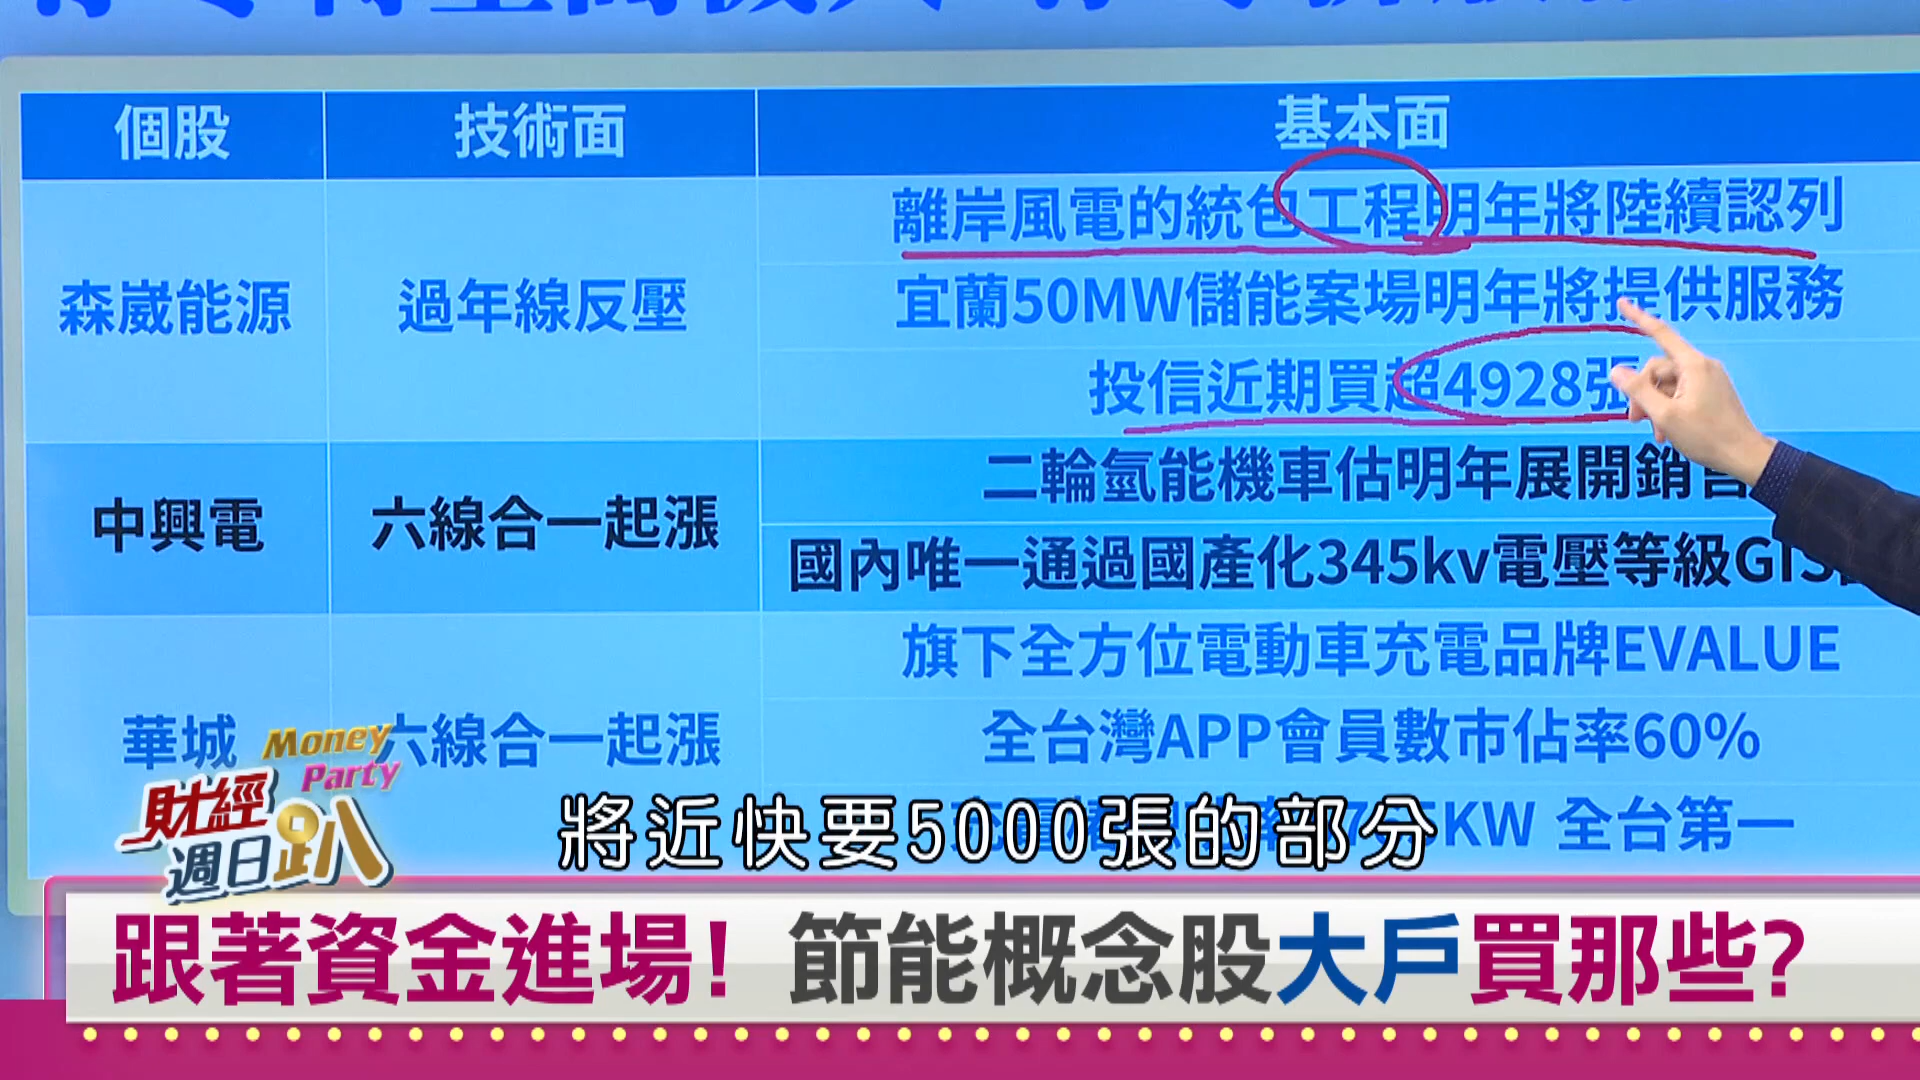 個股 技術面 基本面
離岸風電的統包工程明年將陸續認列
森崴能源 過年線反壓 宜蘭50MW儲能案場明年將提供服務
投信近期買超4928張
二輪氫能機車估明年展開銷售
中興電 六線合一起漲
國內唯一通過國產化345kv電壓等級GIS
旗下全方位電動車充電品牌EVALUE
華城 六線合一起漲 全台灣APP會員數市佔率60%
KW 全台第一
Money
Party
財經
週日趴
將近快要5000張的部分
跟著資金進場! 節能概念股大戶買那些?